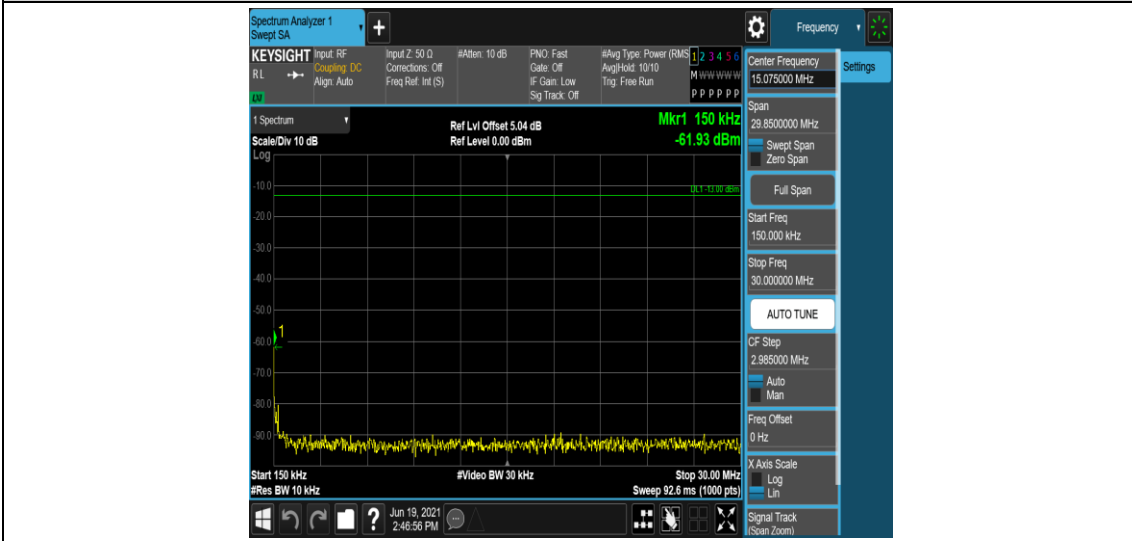 Spectrum Analyzer 1
Swept SA
+
Frequency
KEYSIGHT
RL
LXI
Input: RF
Coupling: DC
Align: Auto
Input Z: 50 Ω
Corrections: Off
Freq Ref: Int (S)
#Atten: 10 dB
PNO: Fast
Gate: Off
IF Gain: Low
Sig Track: Off
#Avg Type: Power (RMS
Avg|Hold: 10/10
Trig: Free Run
1 2 3 4 5 6
M W W W W W
P P P P P P
1 Spectrum
Scale/Div 10 dB
Log
Ref Lvl Offset 5.04 dB
Ref Level 0.00 dBm
Mkr1 150 kHz
-61.93 dBm
DL1 -13.00 dBm
-10.0
-20.0
-30.0
-40.0
-50.0
1
-60.0
-70.0
-80.0
-90.0
Start 150 kHz
#Res BW 10 kHz
#Video BW 30 kHz
Stop 30.00 MHz
Sweep 92.6 ms (1000 pts)
?
Jun 19, 2021
2:46:56 PM
Center Frequency
15.075000 MHz
Span
29.8500000 MHz
Swept Span
Zero Span
Full Span
Start Freq
150.000 kHz
Stop Freq
30.000000 MHz
AUTO TUNE
CF Step
2.985000 MHz
Auto
Man
Freq Offset
0 Hz
X Axis Scale
Log
Lin
Signal Track
(Span Zoom)
Settings